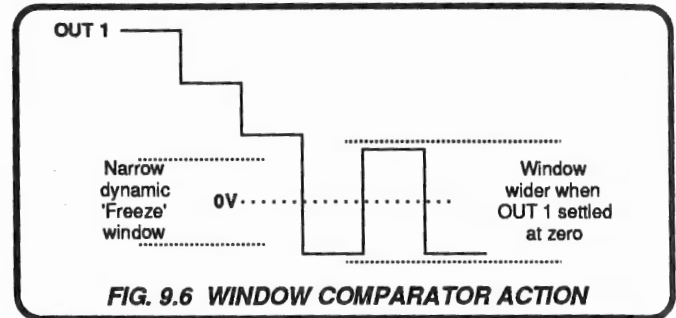 OUT 1
Narrow
dynamic
'Freeze'
window
0V
Window
wider when
OUT 1 settled
at zero
FIG. 9.6 WINDOW COMPARATOR ACTION